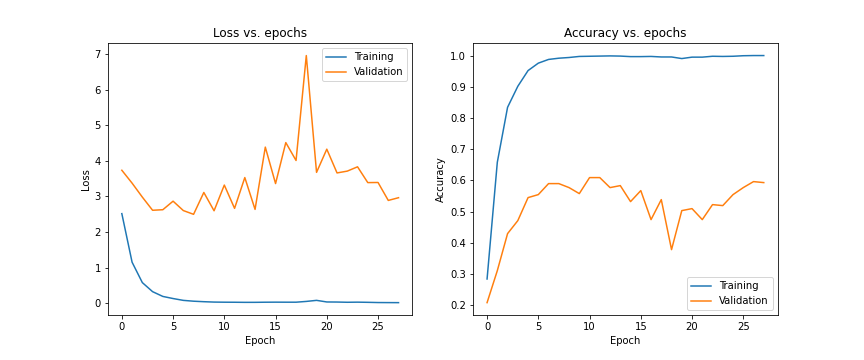 Loss vs. epochs
7
6
5
4
3
2
1
0
Loss
0 5 10 15 20 25
Epoch
Training
Validation
Accuracy vs. epochs
1.0
0.9
0.8
0.7
0.6
0.5
0.4
0.3
0.2
Accuracy
0 5 10 15 20 25
Epoch
Training
Validation